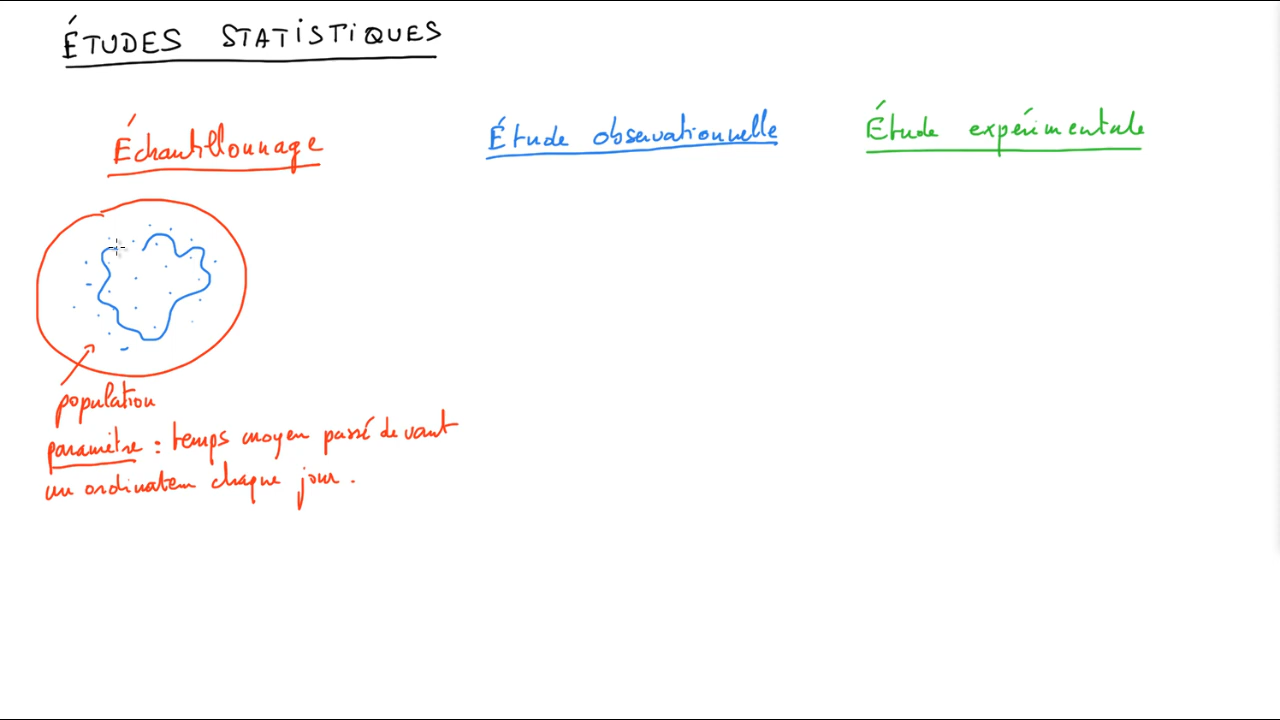 ÉTUDES STATISTIQUES
Échantillonnage
Étude observationnelle
Étude expérimentale
population
paramètre : temps moyen passé devant
un ordinateur chaque jour.